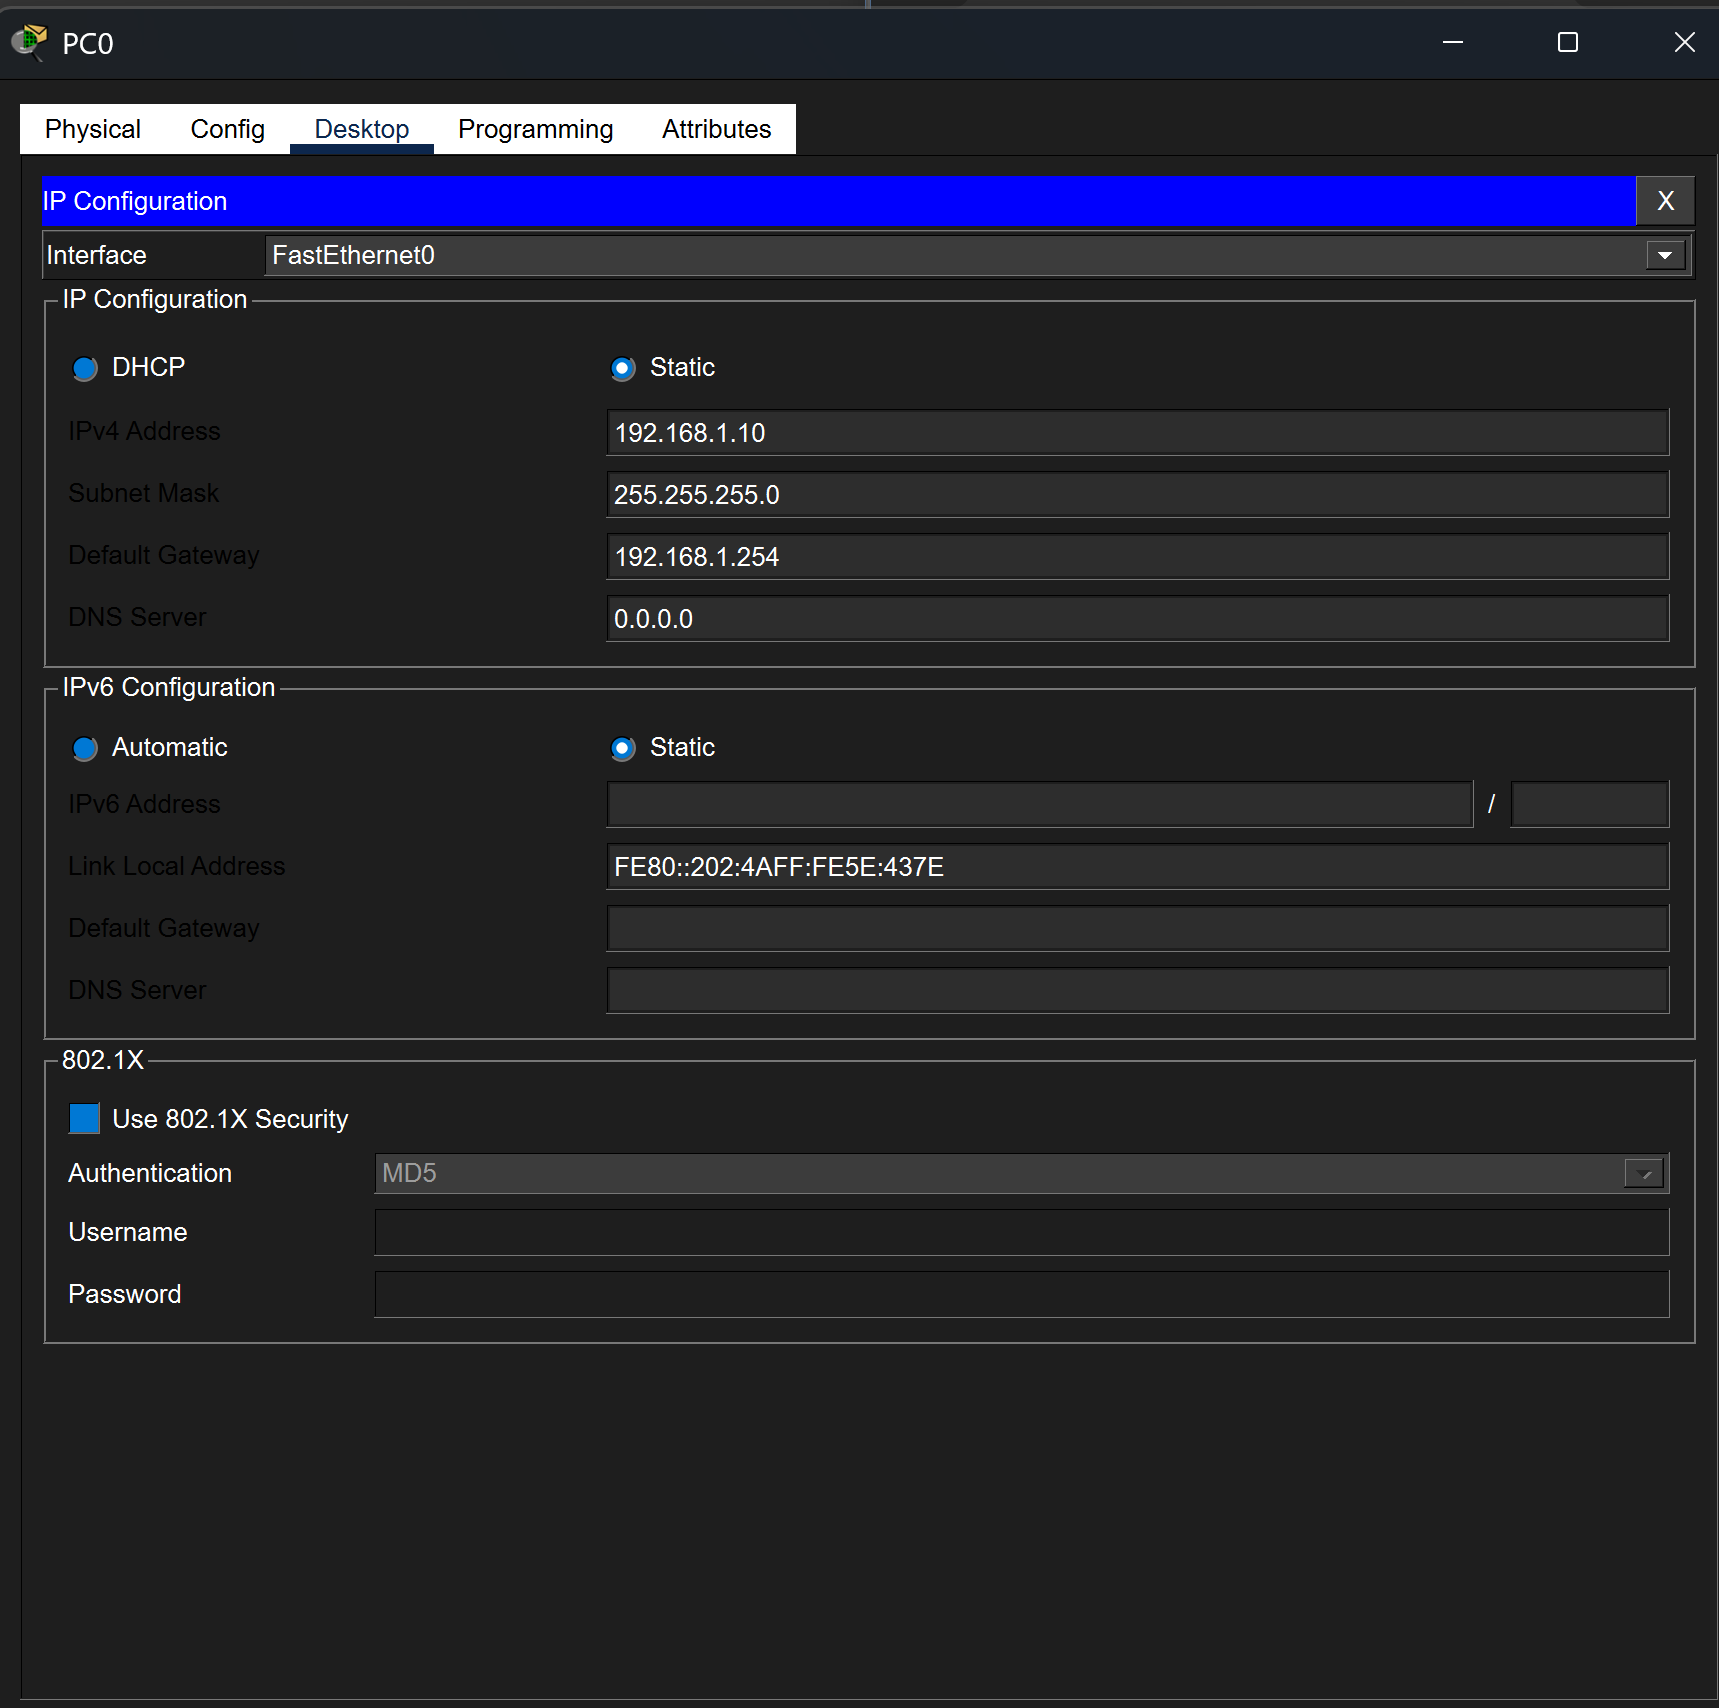 PC0
Physical Config Desktop Programming Attributes
IP Configuration X
Interface FastEthernet0
IP Configuration
DHCP Static
IPv4 Address 192.168.1.10
Subnet Mask 255.255.255.0
Default Gateway 192.168.1.254
DNS Server 0.0.0.0
IPv6 Configuration
Automatic Static
IPv6 Address /
Link Local Address FE80::202:4AFF:FE5E:437E
Default Gateway
DNS Server
802.1X
Use 802.1X Security
Authentication MD5
Username
Password